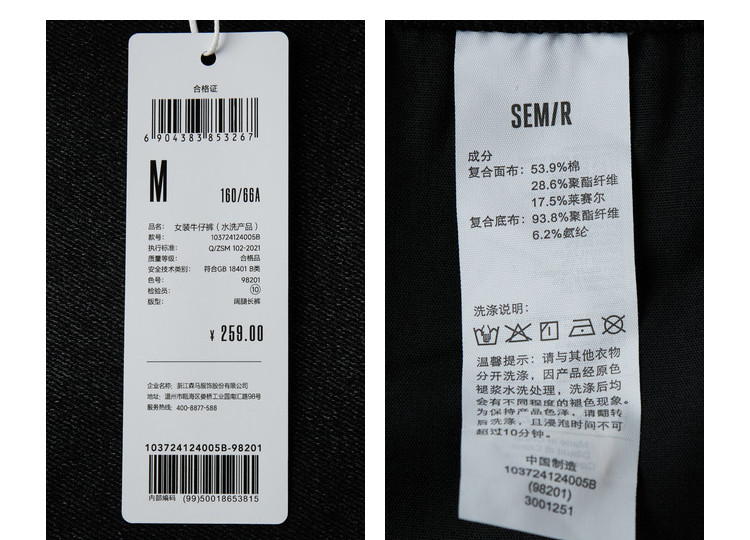 合格证
6904383853267
M
160/66A
品名: 女装牛仔裤(水洗产品)
款号: 103724124005B
执行标准: Q/ZSM 102-2021
质量等级: 合格品
安全技术类别: 符合GB 18401 B类
色号: 98201
检验员: ⑩
版型: 阔腿长裤
¥ 259.00
企业名称: 浙江森马服饰股份有限公司
地址: 温州市瓯海区娄桥工业园南汇路98号
服务热线: 400-8877-588
103724124005B-98201
内部编码 (99)50018653815
SEM/R
成分
复合面布: 53.9%棉
28.6%聚酯纤维
17.5%莱赛尔
复合底布: 93.8%聚酯纤维
6.2%氨纶
洗涤说明:
温馨提示: 请与其他衣物
分开洗涤, 因产品经原色
褪浆水洗处理, 洗涤后均
会有不同程度的褪色现象。
为保持产品色泽, 请翻转
后洗涤, 且浸泡时间不可
超过10分钟。
中国制造
103724124005B
(98201)
3001251